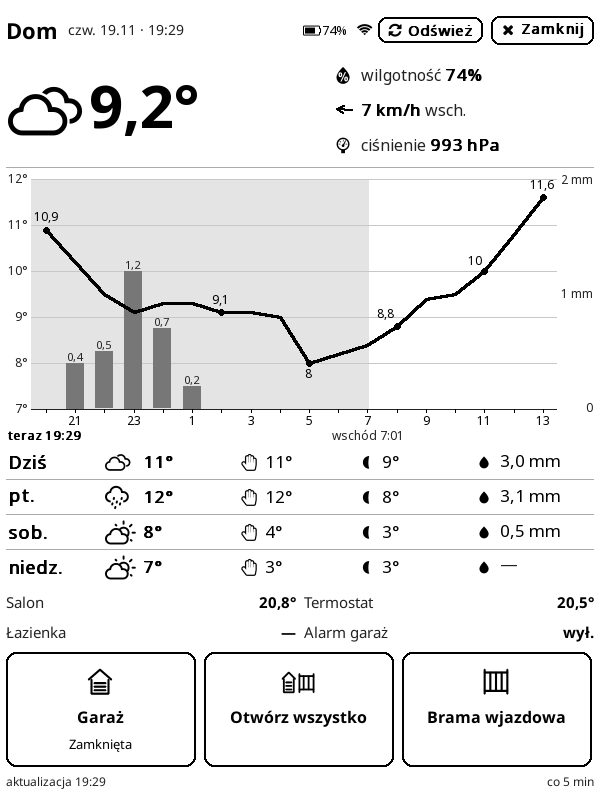 Dom czw. 19.11 · 19:29 74% Odśwież Zamknij
9,2°
wilgotność 74%
7 km/h wsch.
ciśnienie 993 hPa
12° 2 mm
11,6
10,9
11°
10° 1,2 10
1 mm
9° 9,1 8,8
0,7
0,5
0,4
8° 8
0,2
7° 0
21 23 1 3 5 7 9 11 13
teraz 19:29 wschód 7:01
Dziś 11° 11° 9° 3,0 mm
pt. 12° 12° 8° 3,1 mm
sob. 8° 4° 3° 0,5 mm
niedz. 7° 3° 3° —
Salon 20,8° Termostat 20,5°
Łazienka — Alarm garaż wył.
Garaż Otwórz wszystko Brama wjazdowa
Zamknięta
aktualizacja 19:29 co 5 min